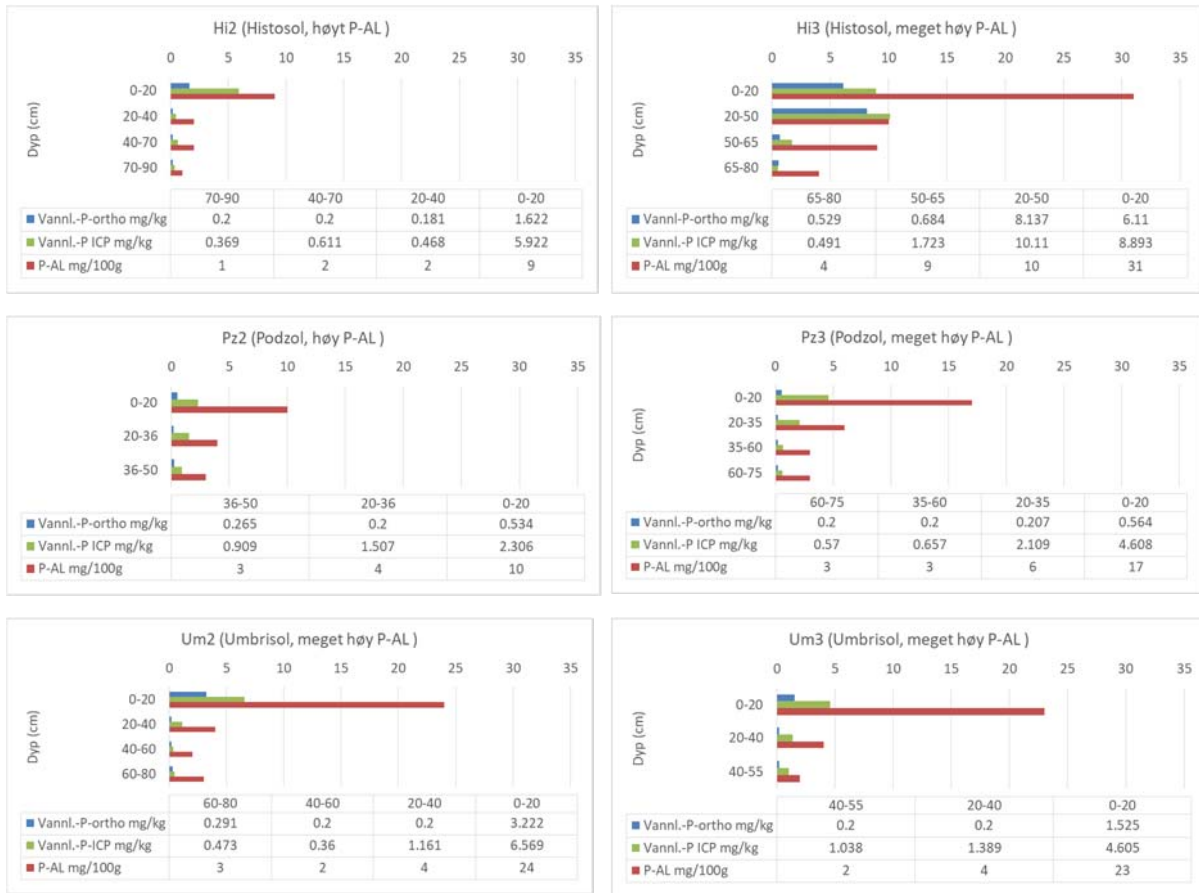 Hi2 (Histosol, høyt P-AL )
0 5 10 15 20 25 30 35
Dyp (cm)
0-20
20-40
40-70
70-90
70-90 40-70 20-40 0-20
Vannl.-P-ortho mg/kg 0.2 0.2 0.181 1.622
Vannl.-P ICP mg/kg 0.369 0.611 0.468 5.922
P-AL mg/100g 1 2 2 9
Hi3 (Histosol, meget høy P-AL )
0 5 10 15 20 25 30 35
Dyp (cm)
0-20
20-50
50-65
65-80
65-80 50-65 20-50 0-20
Vannl.-P-ortho mg/kg 0.529 0.684 8.137 6.11
Vannl.-P ICP mg/kg 0.491 1.723 10.11 8.893
P-AL mg/100g 4 9 10 31
Pz2 (Podzol, høy P-AL )
0 5 10 15 20 25 30 35
Dyp (cm)
0-20
20-36
36-50
36-50 20-36 0-20
Vannl.-P-ortho mg/kg 0.265 0.2 0.534
Vannl.-P ICP mg/kg 0.909 1.507 2.306
P-AL mg/100g 3 4 10
Pz3 (Podzol, meget høy P-AL )
0 5 10 15 20 25 30 35
Dyp (cm)
0-20
20-35
35-60
60-75
60-75 35-60 20-35 0-20
Vannl.-P-ortho mg/kg 0.2 0.2 0.207 0.564
Vannl.-P ICP mg/kg 0.57 0.657 2.109 4.608
P-AL mg/100g 3 3 6 17
Um2 (Umbrisol, meget høy P-AL )
0 5 10 15 20 25 30 35
Dyp (cm)
0-20
20-40
40-60
60-80
60-80 40-60 20-40 0-20
Vannl.-P-ortho mg/kg 0.291 0.2 0.2 3.222
Vannl.-P-ICP mg/kg 0.473 0.36 1.161 6.569
P-AL mg/100g 3 2 4 24
Um3 (Umbrisol, meget høy P-AL )
0 5 10 15 20 25 30 35
Dyp (cm)
0-20
20-40
40-55
40-55 20-40 0-20
Vannl.-P-ortho mg/kg 0.2 0.2 1.525
Vannl.-P ICP mg/kg 1.038 1.389 4.605
P-AL mg/100g 2 4 23